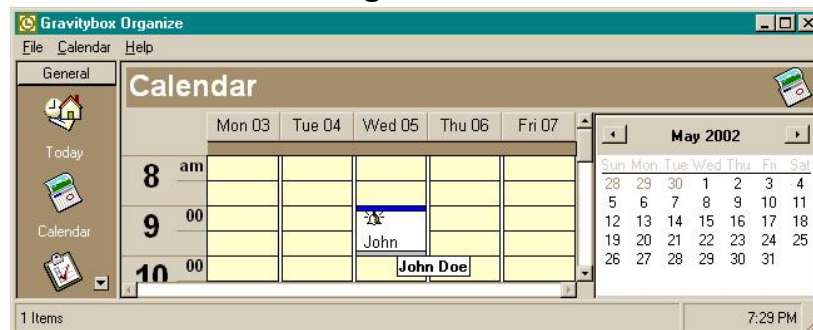 Gravitybox Organize
File Calendar Help
General
Today
Calendar
Calendar
Mon 03 Tue 04 Wed 05 Thu 06 Fri 07
8 am
9 00
10 00
John
John Doe
May 2002
Sun Mon Tue Wed Thu Fri Sat
28 29 30 1 2 3 4
5 6 7 8 9 10 11
12 13 14 15 16 17 18
19 20 21 22 23 24 25
26 27 28 29 30 31
1 Items
7:29 PM